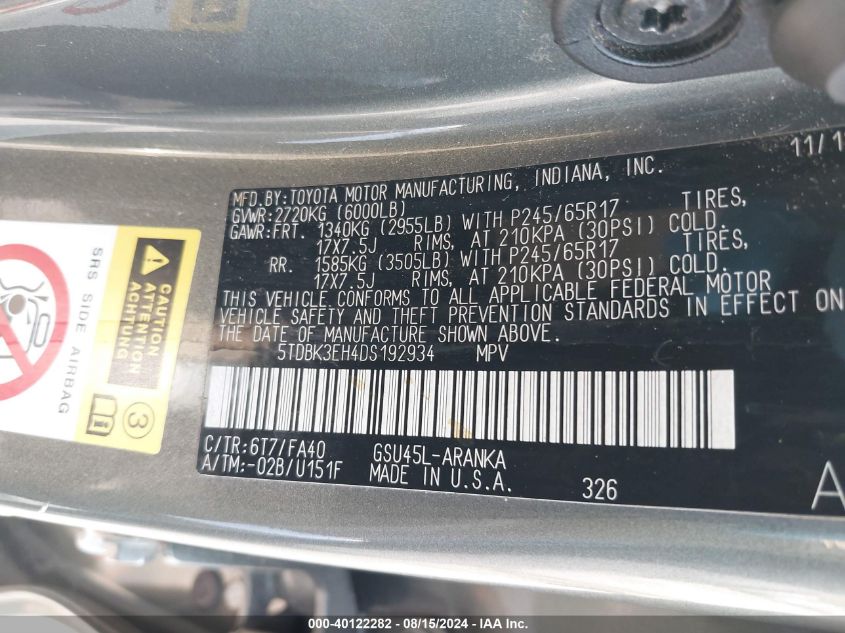 11/1
MFD.BY:TOYOTA MOTOR MANUFACTURING, INDIANA, INC.
GVWR:2720KG (6000LB)
GAWR:FRT. 1340KG (2955LB) WITH P245/65R17 TIRES,
17X7.5J RIMS, AT 210KPA (30PSI) COLD.
RR. 1585KG (3505LB) WITH P245/65R17 TIRES,
17X7.5J RIMS, AT 210KPA (30PSI) COLD.
THIS VEHICLE CONFORMS TO ALL APPLICABLE FEDERAL MOTOR
VEHICLE SAFETY AND THEFT PREVENTION STANDARDS IN EFFECT ON
THE DATE OF MANUFACTURE SHOWN ABOVE.
5TDBK3EH4DS192934 MPV
C/TR:6T7/FA40 GSU45L-ARANKA
A/TM:-02B/U151F MADE IN U.S.A. 326
A
CAUTION
ATTENTION
ACHTUNG
SRS SIDE AIRBAG
3
000-40122282 - 08/15/2024 - IAA Inc.